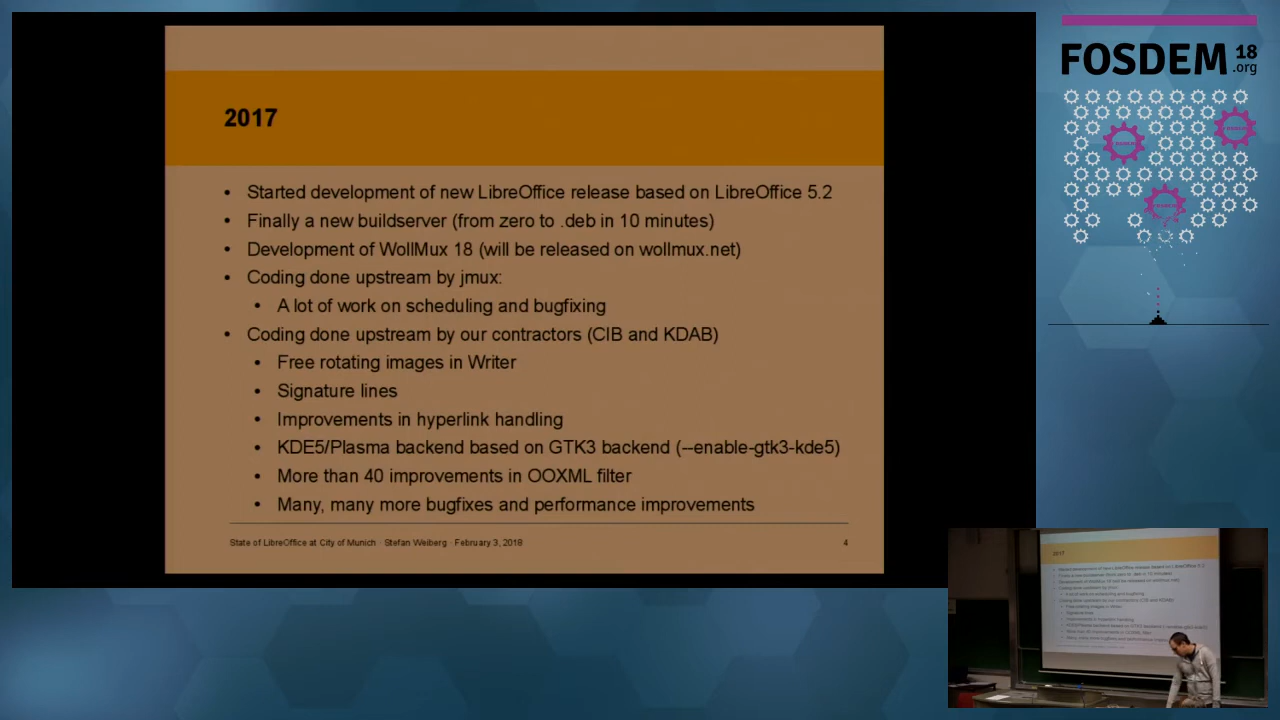 2017
• Started development of new LibreOffice release based on LibreOffice 5.2
• Finally a new buildserver (from zero to .deb in 10 minutes)
• Development of WollMux 18 (will be released on wollmux.net)
• Coding done upstream by jmux:
• A lot of work on scheduling and bugfixing
• Coding done upstream by our contractors (CIB and KDAB)
• Free rotating images in Writer
• Signature lines
• Improvements in hyperlink handling
• KDE5/Plasma backend based on GTK3 backend (--enable-gtk3-kde5)
• More than 40 improvements in OOXML filter
• Many, many more bugfixes and performance improvements
State of LibreOffice at City of Munich · Stefan Weiberg · February 3, 2018 4
FOSDEM 18
.org
2017